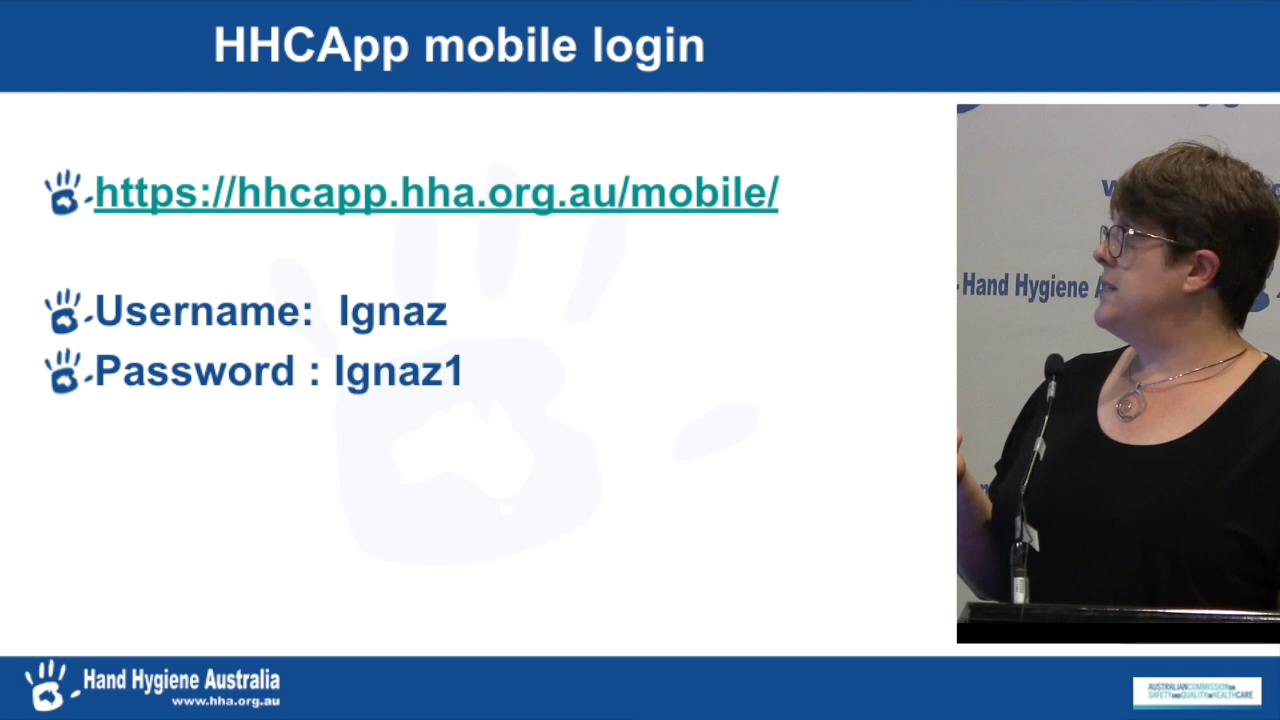 HHCApp mobile login
https://hhcapp.hha.org.au/mobile/
Username: Ignaz
Password : Ignaz1
Hand Hygiene
Hand Hygiene Australia
www.hha.org.au
AUSTRALIAN COMMISSION ON
SAFETY AND QUALITY IN HEALTH CARE